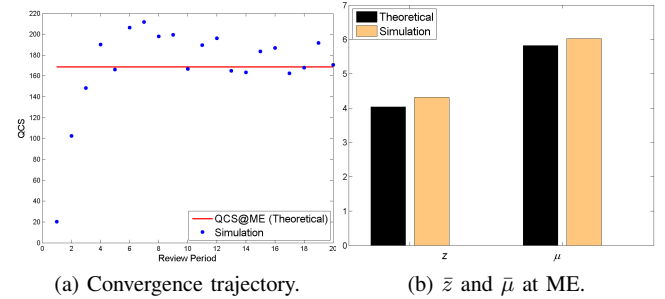 220
200
180
160
140
120
100
80
60
40
20
0
QCS
0 2 4 6 8 10 12 14 16 18 20
Review Period
QCS@ME (Theoretical)
Simulation
(a) Convergence trajectory.
7
6
5
4
3
2
1
0
Theoretical
Simulation
z μ
(b) z̄ and μ̄ at ME.